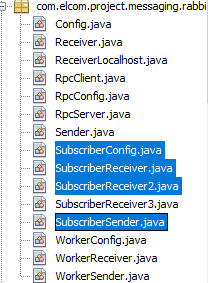 com.elcom.project.messaging.rabbi
Config.java
Receiver.java
ReceiverLocalhost.java
RpcClient.java
RpcConfig.java
RpcServer.java
Sender.java
SubscriberConfig.java
SubscriberReceiver.java
SubscriberReceiver2.java
SubscriberReceiver3.java
SubscriberSender.java
WorkerConfig.java
WorkerReceiver.java
WorkerSender.java